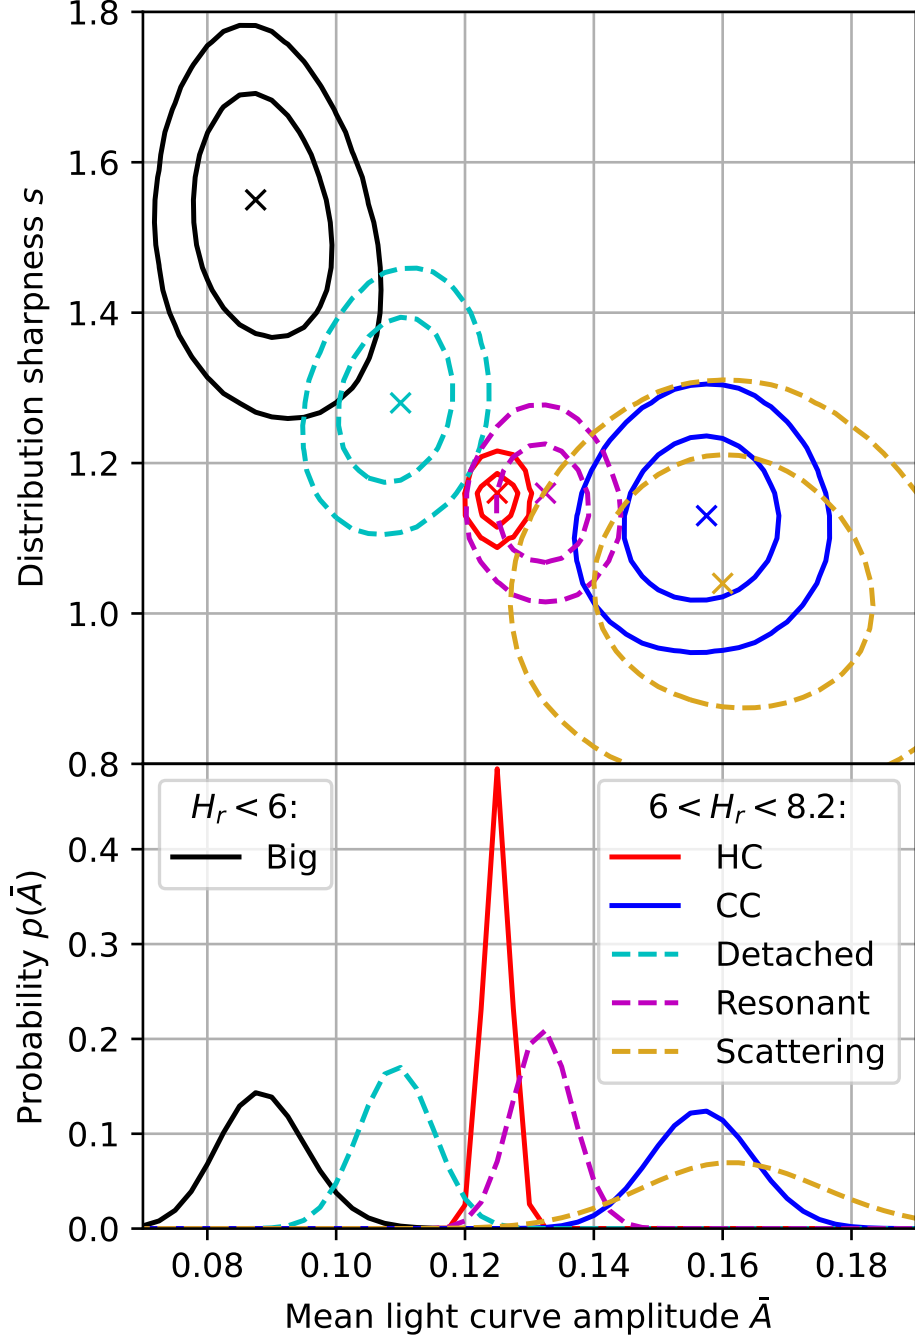 1.8
1.6
1.4
1.2
1.0
0.8
Distribution sharpness s
H_r < 6:
Big
6 < H_r < 8.2:
HC
CC
Detached
Resonant
Scattering
0.4
0.3
0.2
0.1
0.0
Probability p(Ā)
0.08 0.10 0.12 0.14 0.16 0.18
Mean light curve amplitude Ā